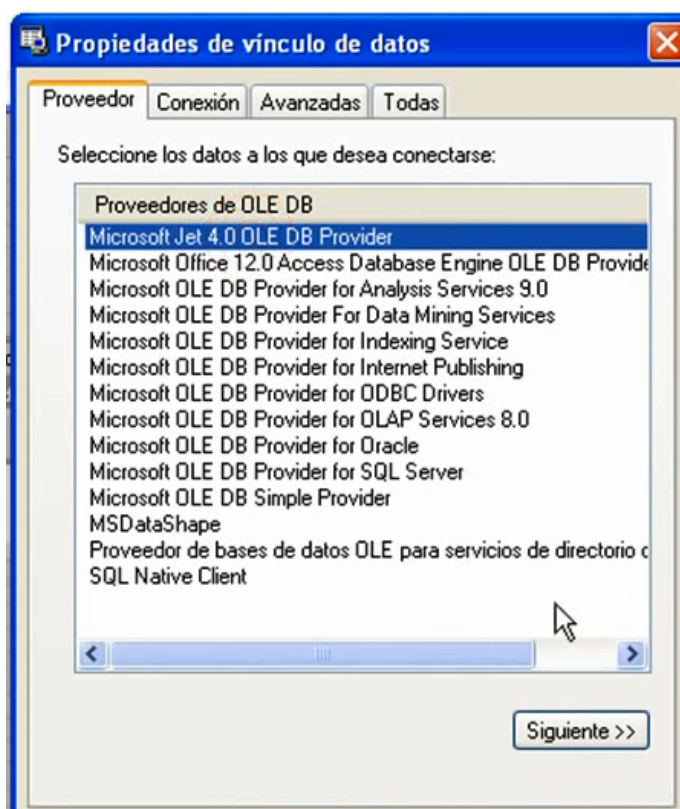 Propiedades de vínculo de datos
Proveedor Conexión Avanzadas Todas
Seleccione los datos a los que desea conectarse:
Proveedores de OLE DB
Microsoft Jet 4.0 OLE DB Provider
Microsoft Office 12.0 Access Database Engine OLE DB Provide
Microsoft OLE DB Provider for Analysis Services 9.0
Microsoft OLE DB Provider For Data Mining Services
Microsoft OLE DB Provider for Indexing Service
Microsoft OLE DB Provider for Internet Publishing
Microsoft OLE DB Provider for ODBC Drivers
Microsoft OLE DB Provider for OLAP Services 8.0
Microsoft OLE DB Provider for Oracle
Microsoft OLE DB Provider for SQL Server
Microsoft OLE DB Simple Provider
MSDataShape
Proveedor de bases de datos OLE para servicios de directorio
SQL Native Client
Siguiente >>